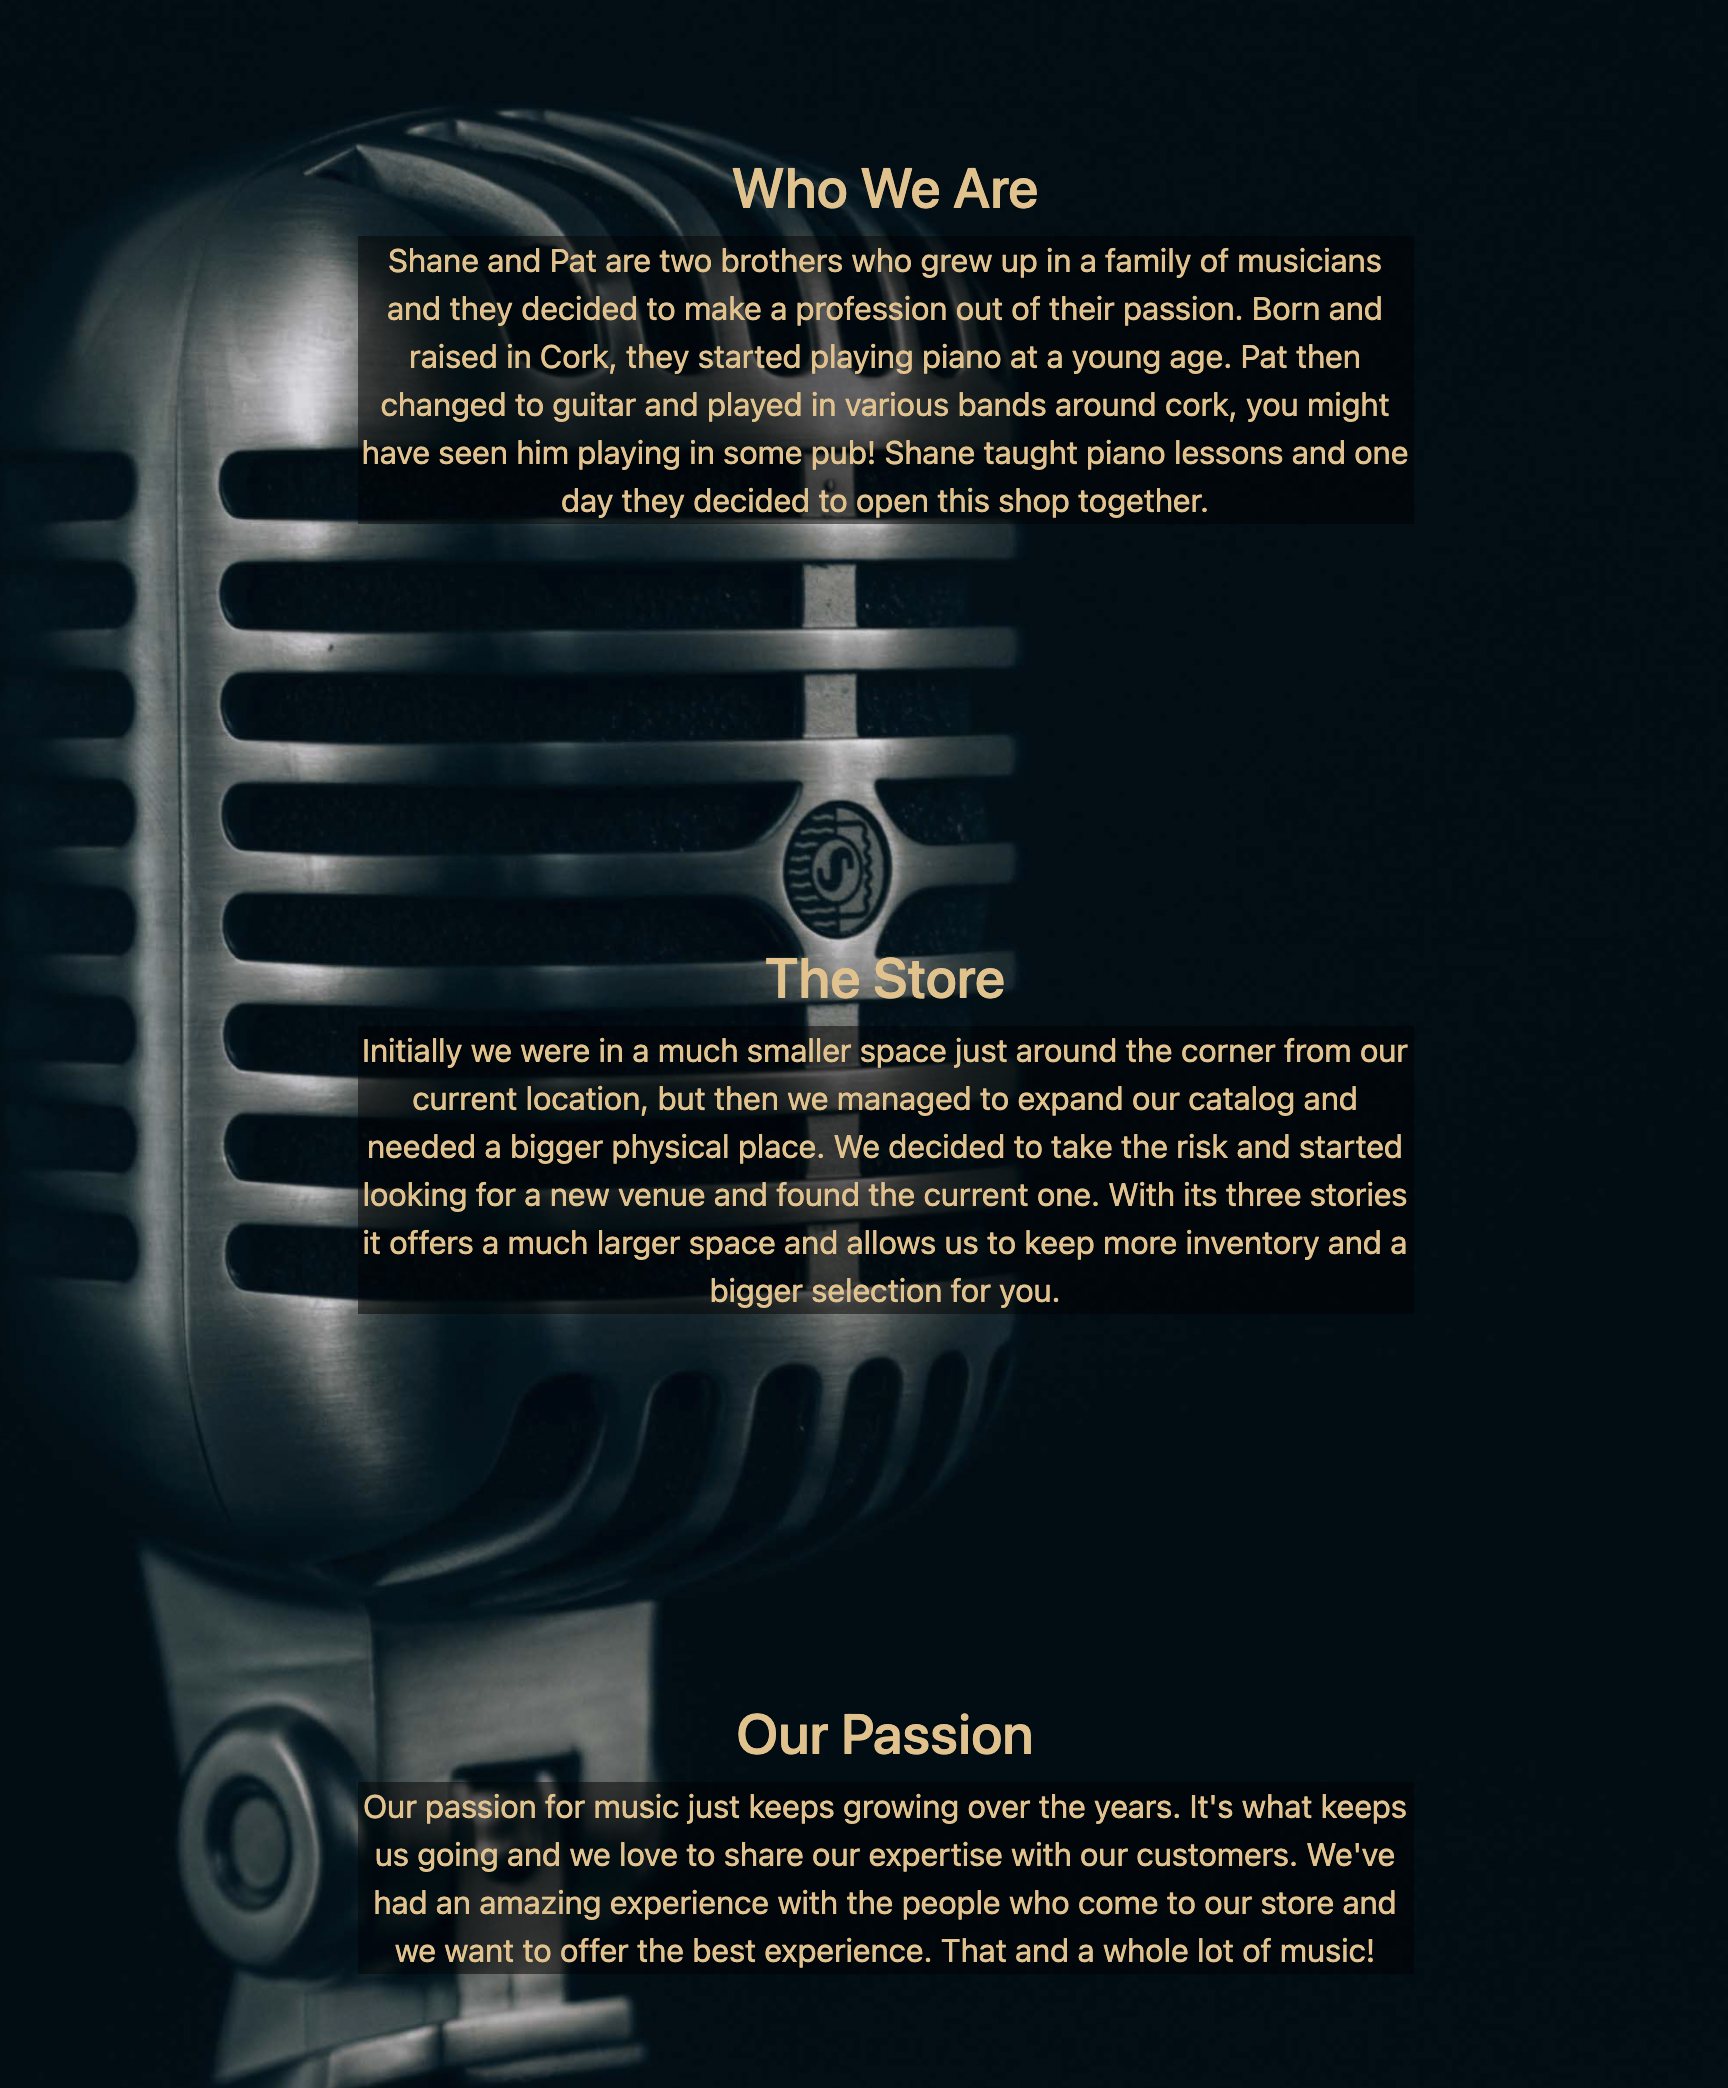 Who We Are
Shane and Pat are two brothers who grew up in a family of musicians
and they decided to make a profession out of their passion. Born and
raised in Cork, they started playing piano at a young age. Pat then
changed to guitar and played in various bands around cork, you might
have seen him playing in some pub! Shane taught piano lessons and one
day they decided to open this shop together.
The Store
Initially we were in a much smaller space just around the corner from our
current location, but then we managed to expand our catalog and
needed a bigger physical place. We decided to take the risk and started
looking for a new venue and found the current one. With its three stories
it offers a much larger space and allows us to keep more inventory and a
bigger selection for you.
Our Passion
Our passion for music just keeps growing over the years. It's what keeps
us going and we love to share our expertise with our customers. We've
had an amazing experience with the people who come to our store and
we want to offer the best experience. That and a whole lot of music!